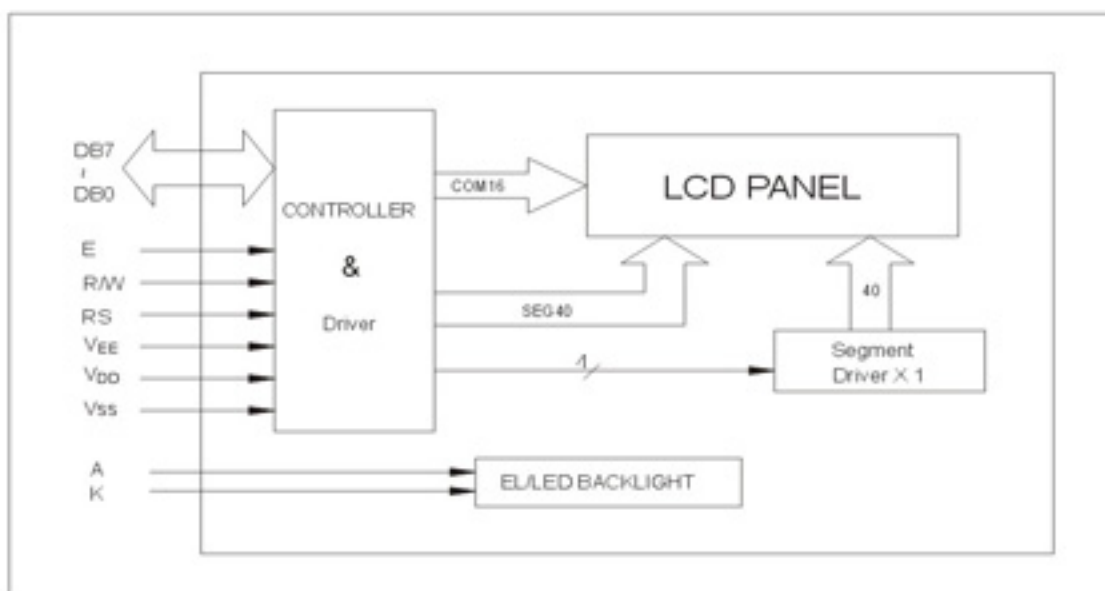 DB7
~
DB0
E
R/W
RS
VEE
VDD
VSS
A
K
CONTROLLER
&
Driver
COM16
SEG40
4
LCD PANEL
40
Segment
Driver X 1
EL/LED BACKLIGHT